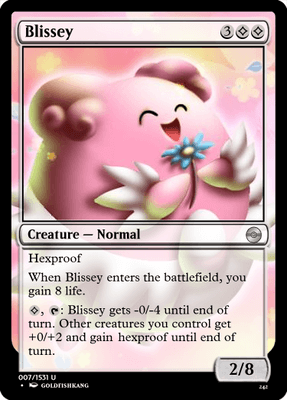 Blissey 3
Creature — Normal
Hexproof
When Blissey enters the battlefield, you
gain 8 life.
, : Blissey gets -0/-4 until end of
turn. Other creatures you control get
+0/+2 and gain hexproof until end of
turn.
2/8
007/1531 U
• GOLDFISHKANG
242